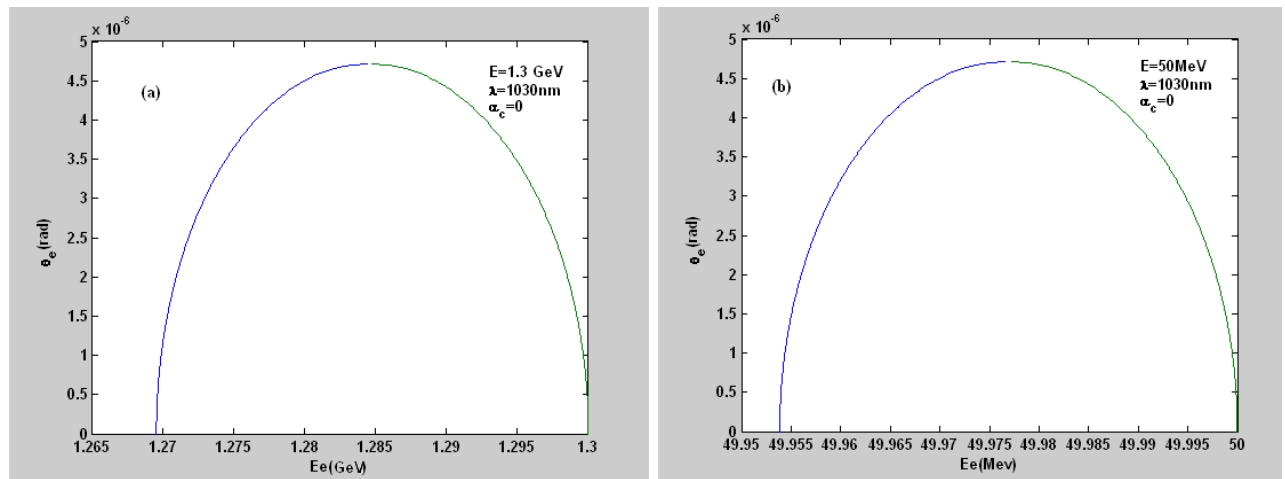 × 10⁻⁶
5
4.5
4
3.5
3
2.5
2
1.5
1
0.5
0
θₑ(rad)
(a)
E=1.3 GeV
λ=1030nm
α_c=0
1.265 1.27 1.275 1.28 1.285 1.29 1.295 1.3
Ee(GeV)
× 10⁻⁶
5
4.5
4
3.5
3
2.5
2
1.5
1
0.5
0
θₑ(rad)
(b)
E=50MeV
λ=1030nm
α_c=0
49.95 49.955 49.96 49.965 49.97 49.975 49.98 49.985 49.99 49.995 50
Ee(Mev)